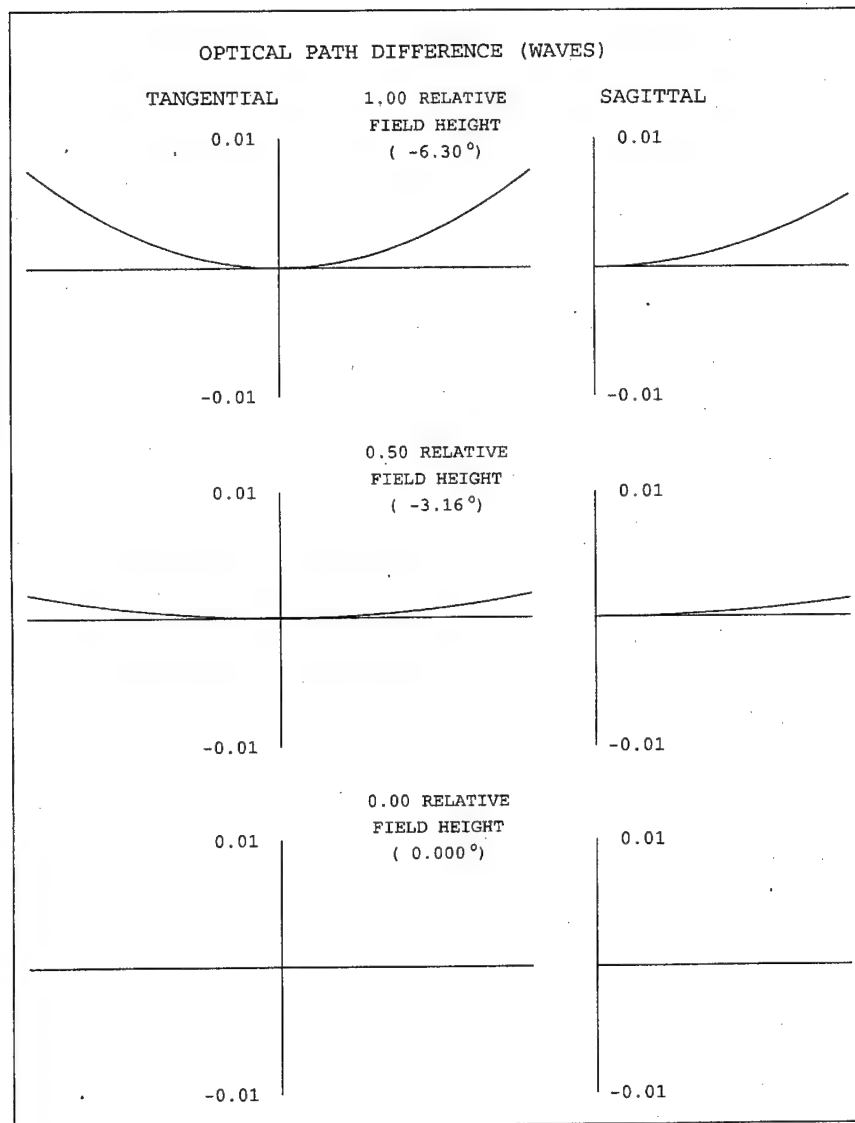 OPTICAL PATH DIFFERENCE (WAVES)
TANGENTIAL
1,00 RELATIVE
FIELD HEIGHT
( -6.30°)
SAGITTAL
0.01
0.01
-0.01
-0.01
0.50 RELATIVE
FIELD HEIGHT
( -3.16°)
0.01
0.01
-0.01
-0.01
0.00 RELATIVE
FIELD HEIGHT
( 0.000°)
0.01
0.01
-0.01
-0.01